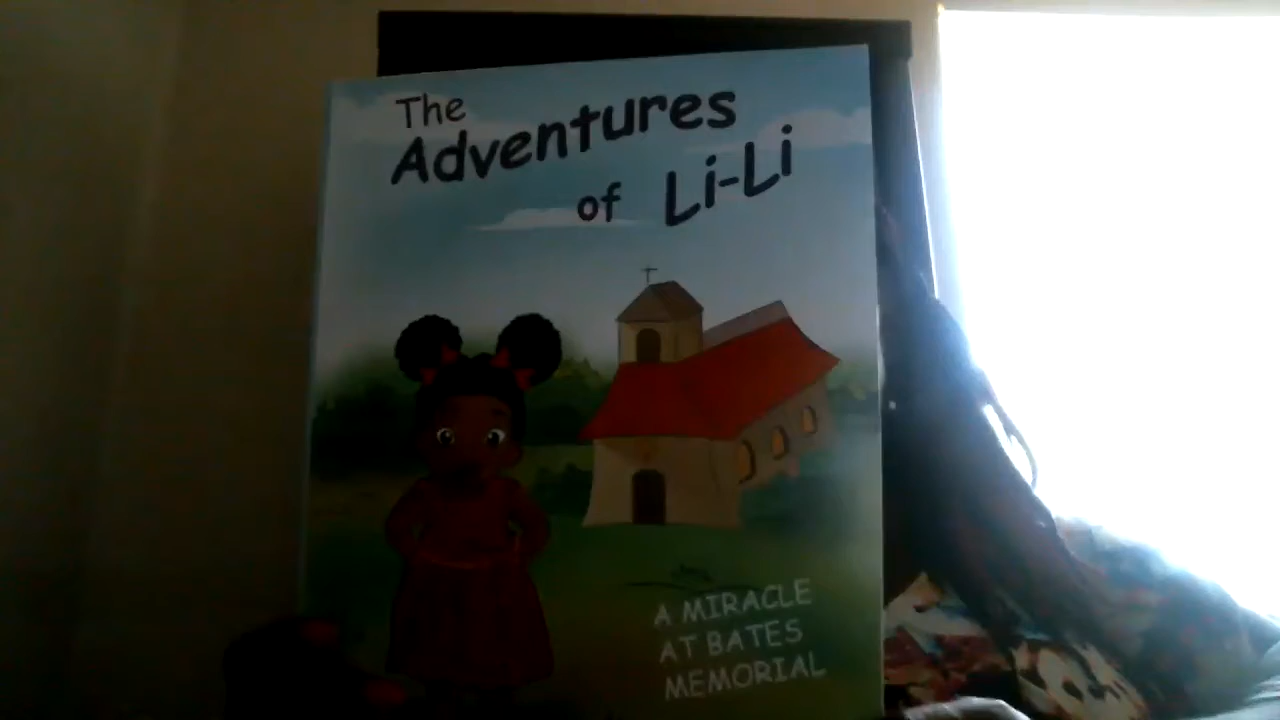 The
Adventures
of Li-Li
A MIRACLE
AT BATES
MEMORIAL